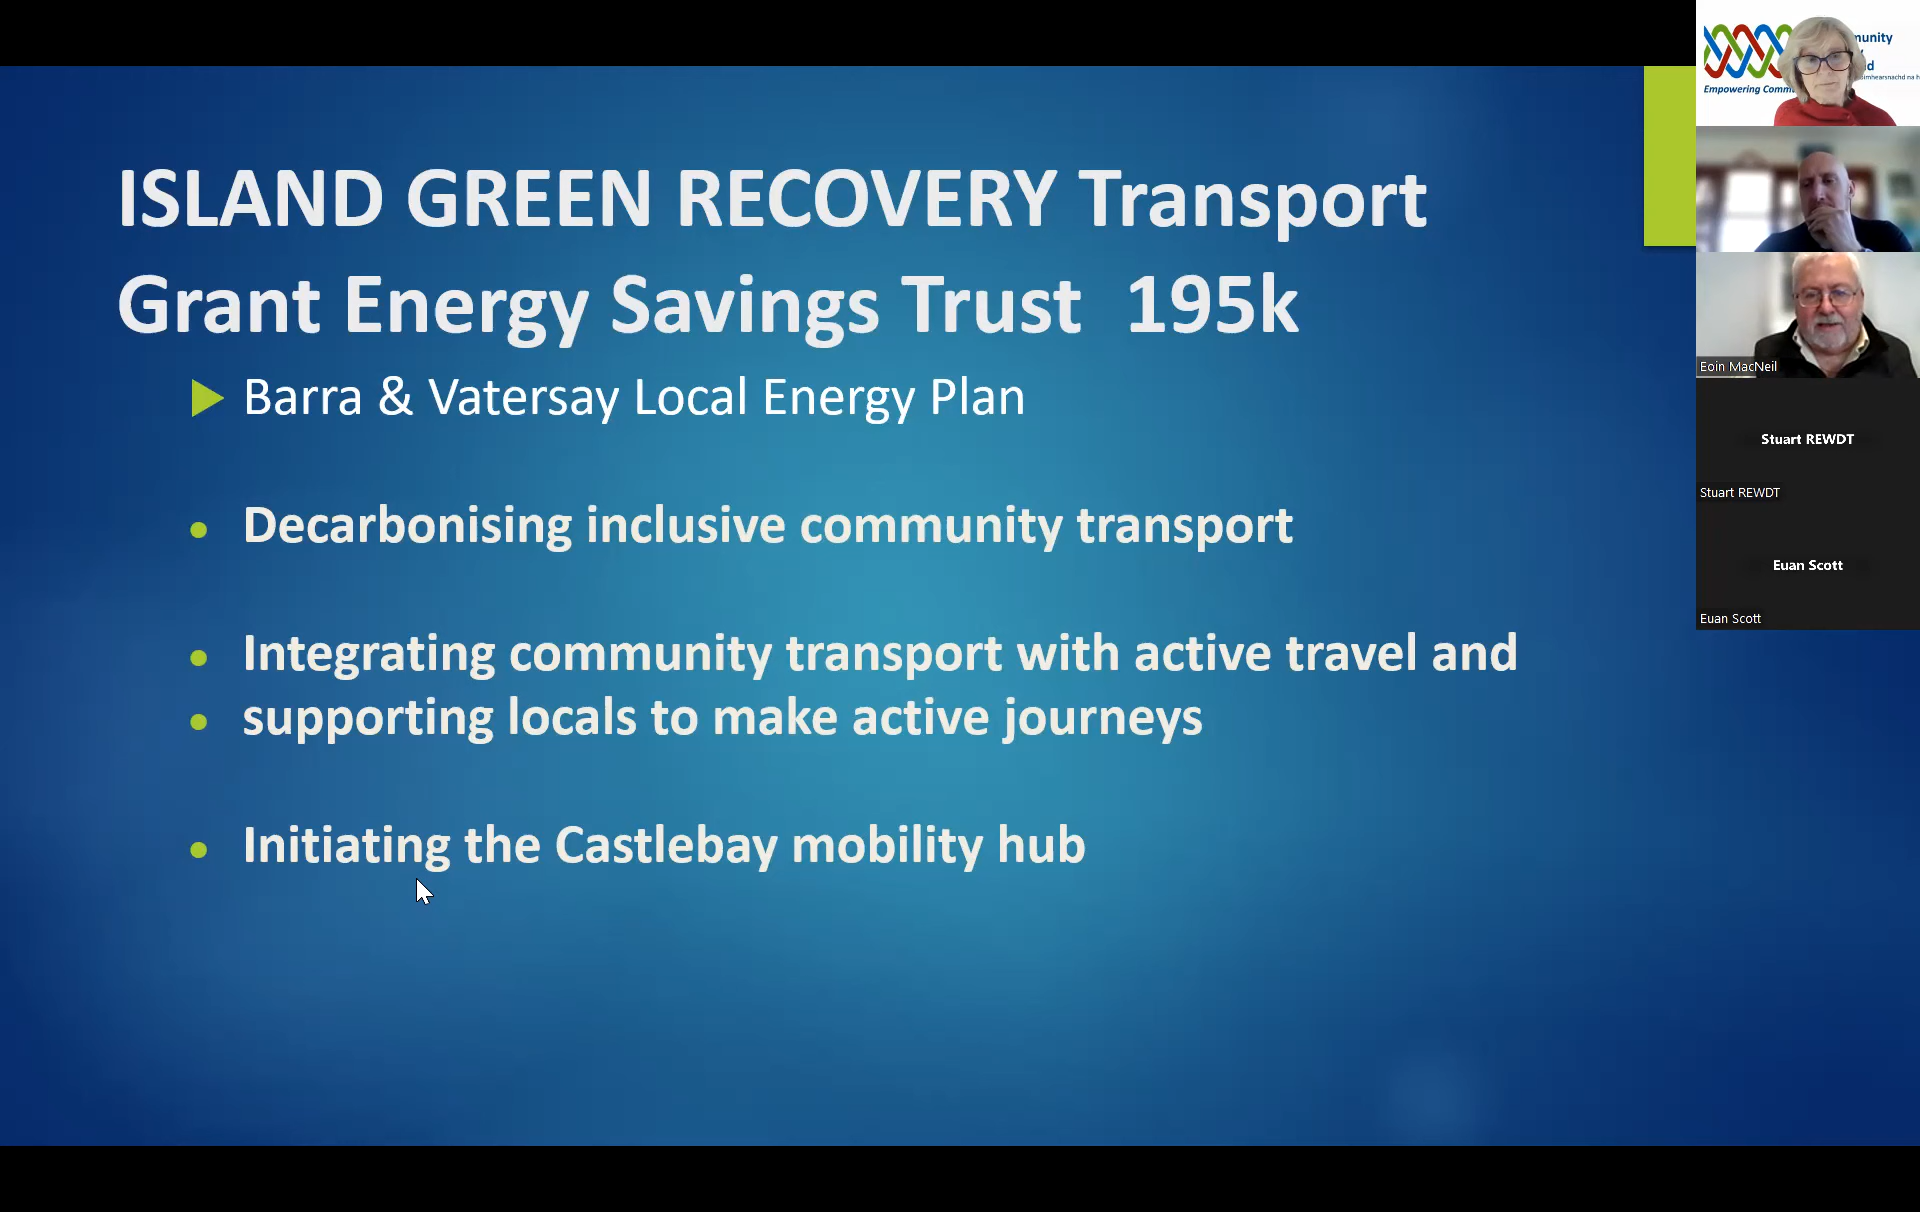 ISLAND GREEN RECOVERY Transport
Grant Energy Savings Trust 195k
Barra & Vatersay Local Energy Plan
Decarbonising inclusive community transport
Integrating community transport with active travel and
supporting locals to make active journeys
Initiating the Castlebay mobility hub
Empowering
Eoin MacNeil
Stuart REWDT
Stuart REWDT
Euan Scott
Euan Scott